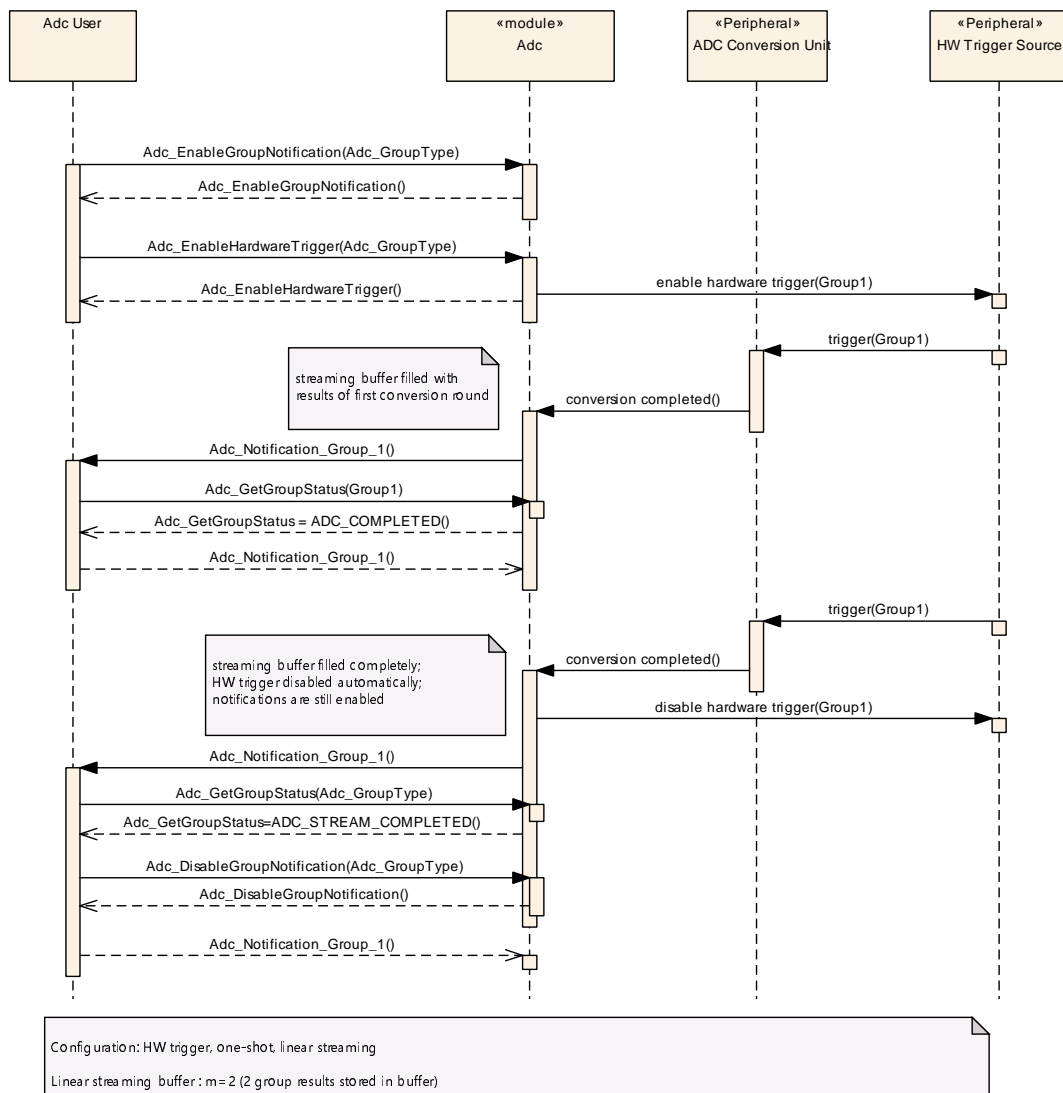 Adc User
«module»
Adc
«Peripheral»
ADC Conversion Unit
«Peripheral»
HW Trigger Source
Adc_EnableGroupNotification(Adc_GroupType)
Adc_EnableGroupNotification()
Adc_EnableHardwareTrigger(Adc_GroupType)
enable hardware trigger(Group1)
Adc_EnableHardwareTrigger()
trigger(Group1)
streaming buffer filled with
results of first conversion round
conversion completed()
Adc_Notification_Group_1()
Adc_GetGroupStatus(Group1)
Adc_GetGroupStatus = ADC_COMPLETED()
Adc_Notification_Group_1()
trigger(Group1)
streaming buffer filled completely;
HW trigger disabled automatically;
notifications are still enabled
conversion completed()
disable hardware trigger(Group1)
Adc_Notification_Group_1()
Adc_GetGroupStatus(Adc_GroupType)
Adc_GetGroupStatus=ADC_STREAM_COMPLETED()
Adc_DisableGroupNotification(Adc_GroupType)
Adc_DisableGroupNotification()
Adc_Notification_Group_1()
Configuration: HW trigger, one-shot, linear streaming
Linear streaming buffer : m=2 (2 group results stored in buffer)